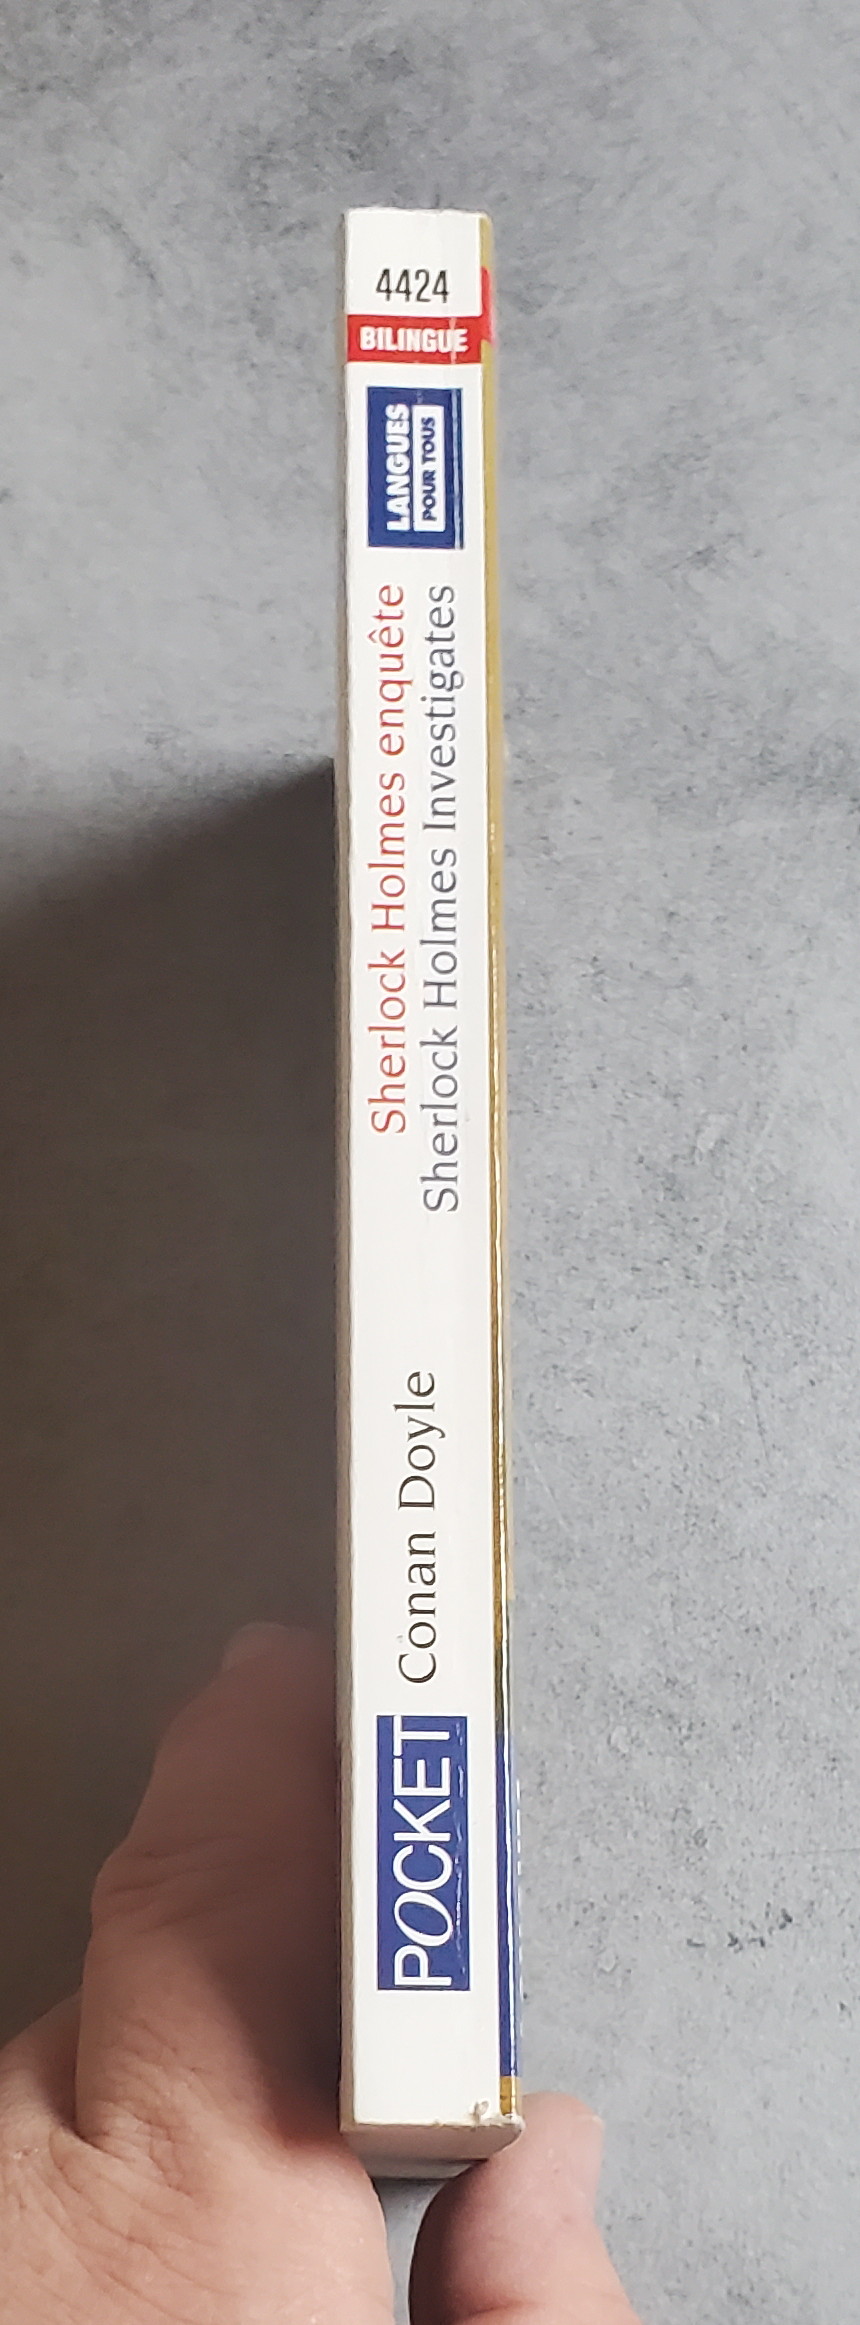 4424
BILINGUE
LANGUES
POUR TOUS
Sherlock Holmes enquête
Sherlock Holmes Investigates
Conan Doyle
POCKET